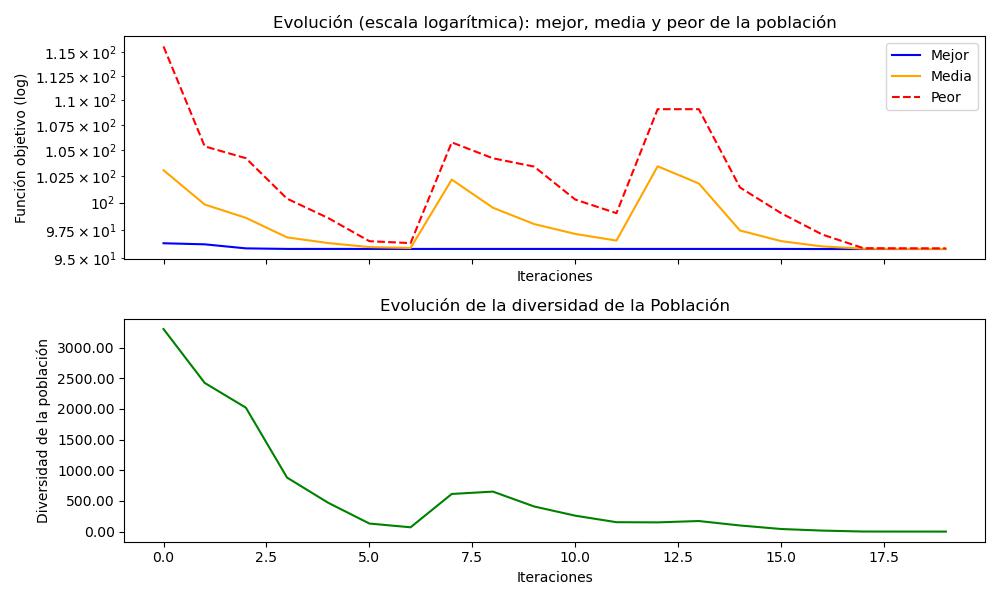 Evolución (escala logarítmica): mejor, media y peor de la población
Función objetivo (log)
1.15 × 10²
1.125 × 10²
1.1 × 10²
1.075 × 10²
1.05 × 10²
1.025 × 10²
10²
9.75 × 10¹
9.5 × 10¹
Mejor
Media
Peor
Iteraciones
Evolución de la diversidad de la Población
Diversidad de la población
3000.00
2500.00
2000.00
1500.00
1000.00
500.00
0.00
0.0 2.5 5.0 7.5 10.0 12.5 15.0 17.5
Iteraciones